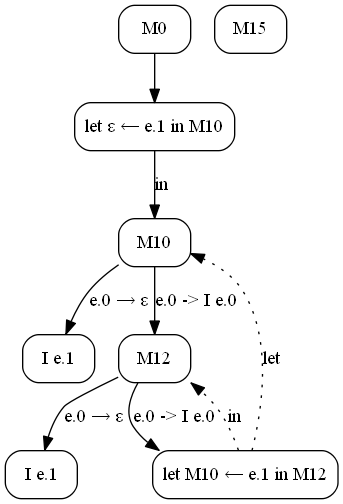 M0
M15
let ε ← e.1 in M10
in
M10
e.0 → ε
e.0 -> I e.0
let
I e.1
M12
e.0 → ε
e.0 -> I e.0
in
I e.1
let M10 ← e.1 in M12